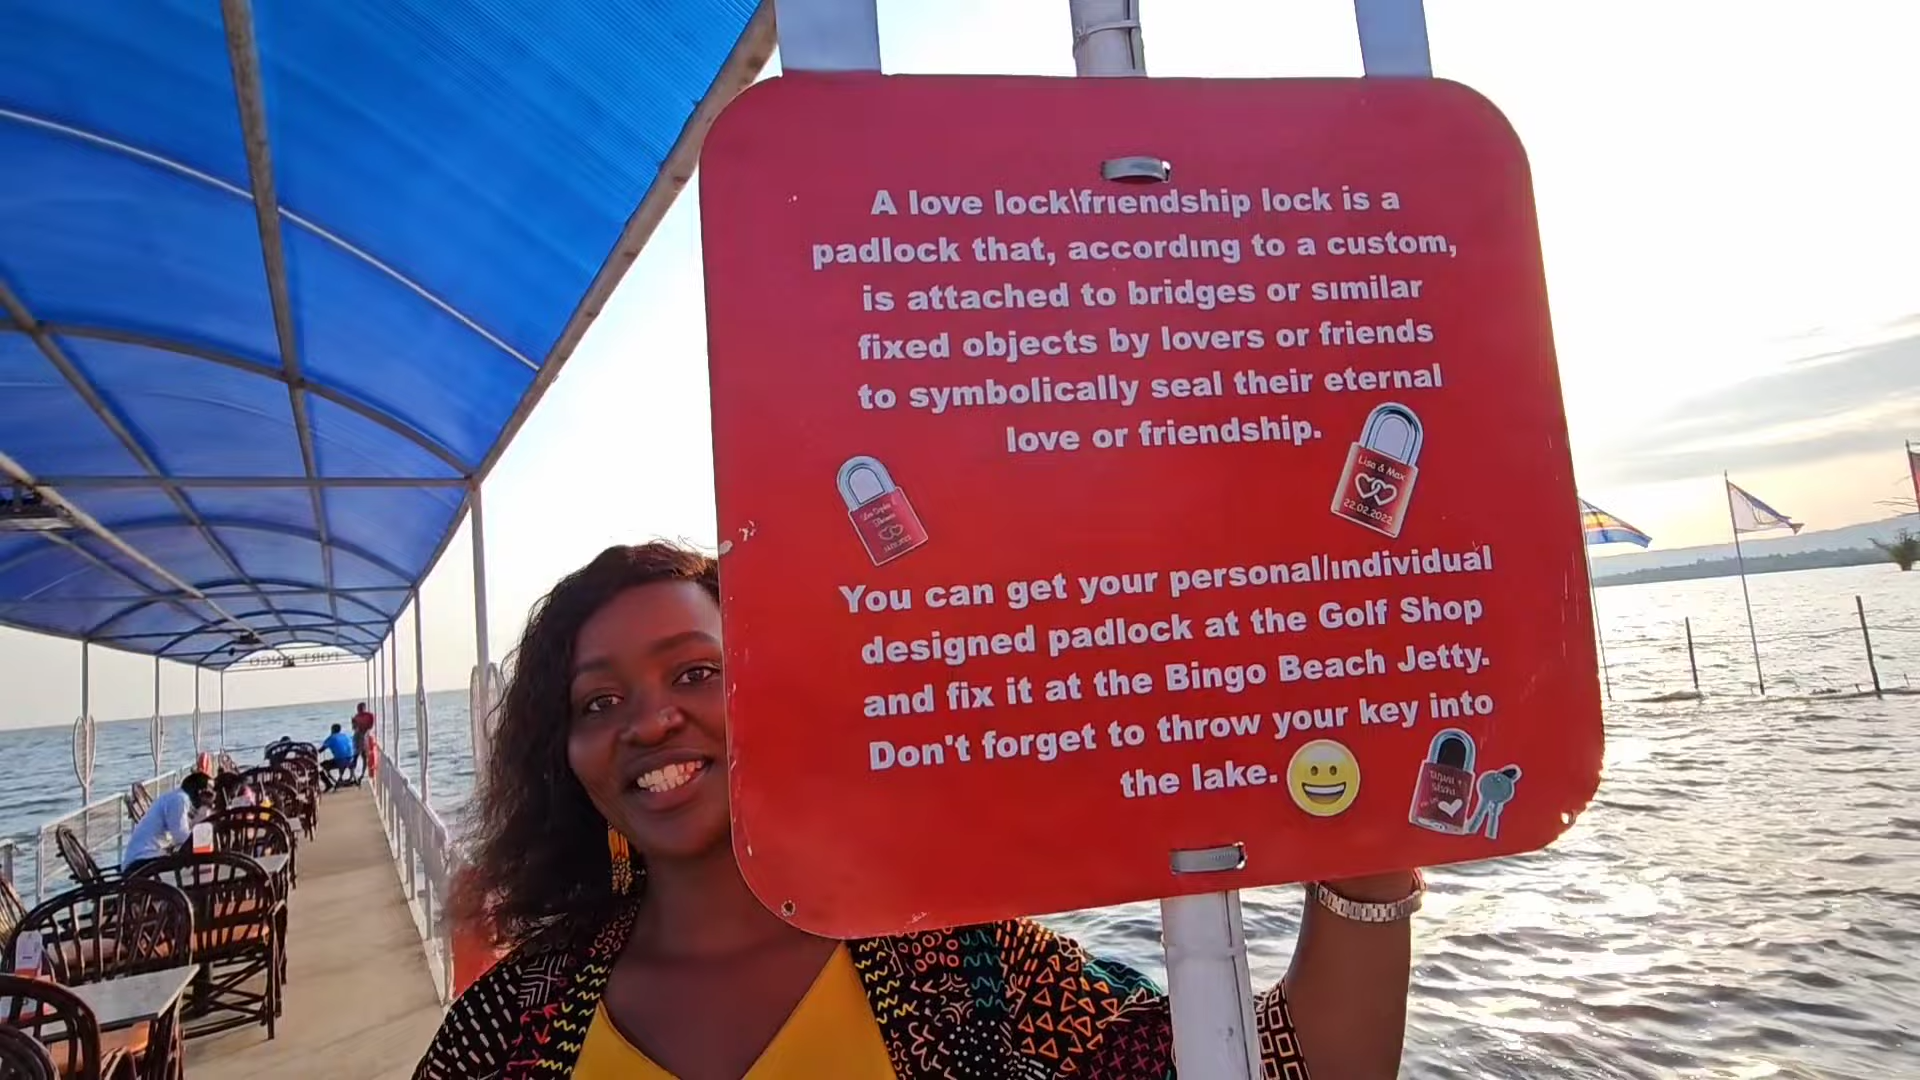 A love lock\friendship lock is a
padlock that, according to a custom,
is attached to bridges or similar
fixed objects by lovers or friends
to symbolically seal their eternal
love or friendship.
Lisa & Max
22.02.2022
You can get your personal/individual
designed padlock at the Golf Shop
and fix it at the Bingo Beach Jetty.
Don't forget to throw your key into
the lake.